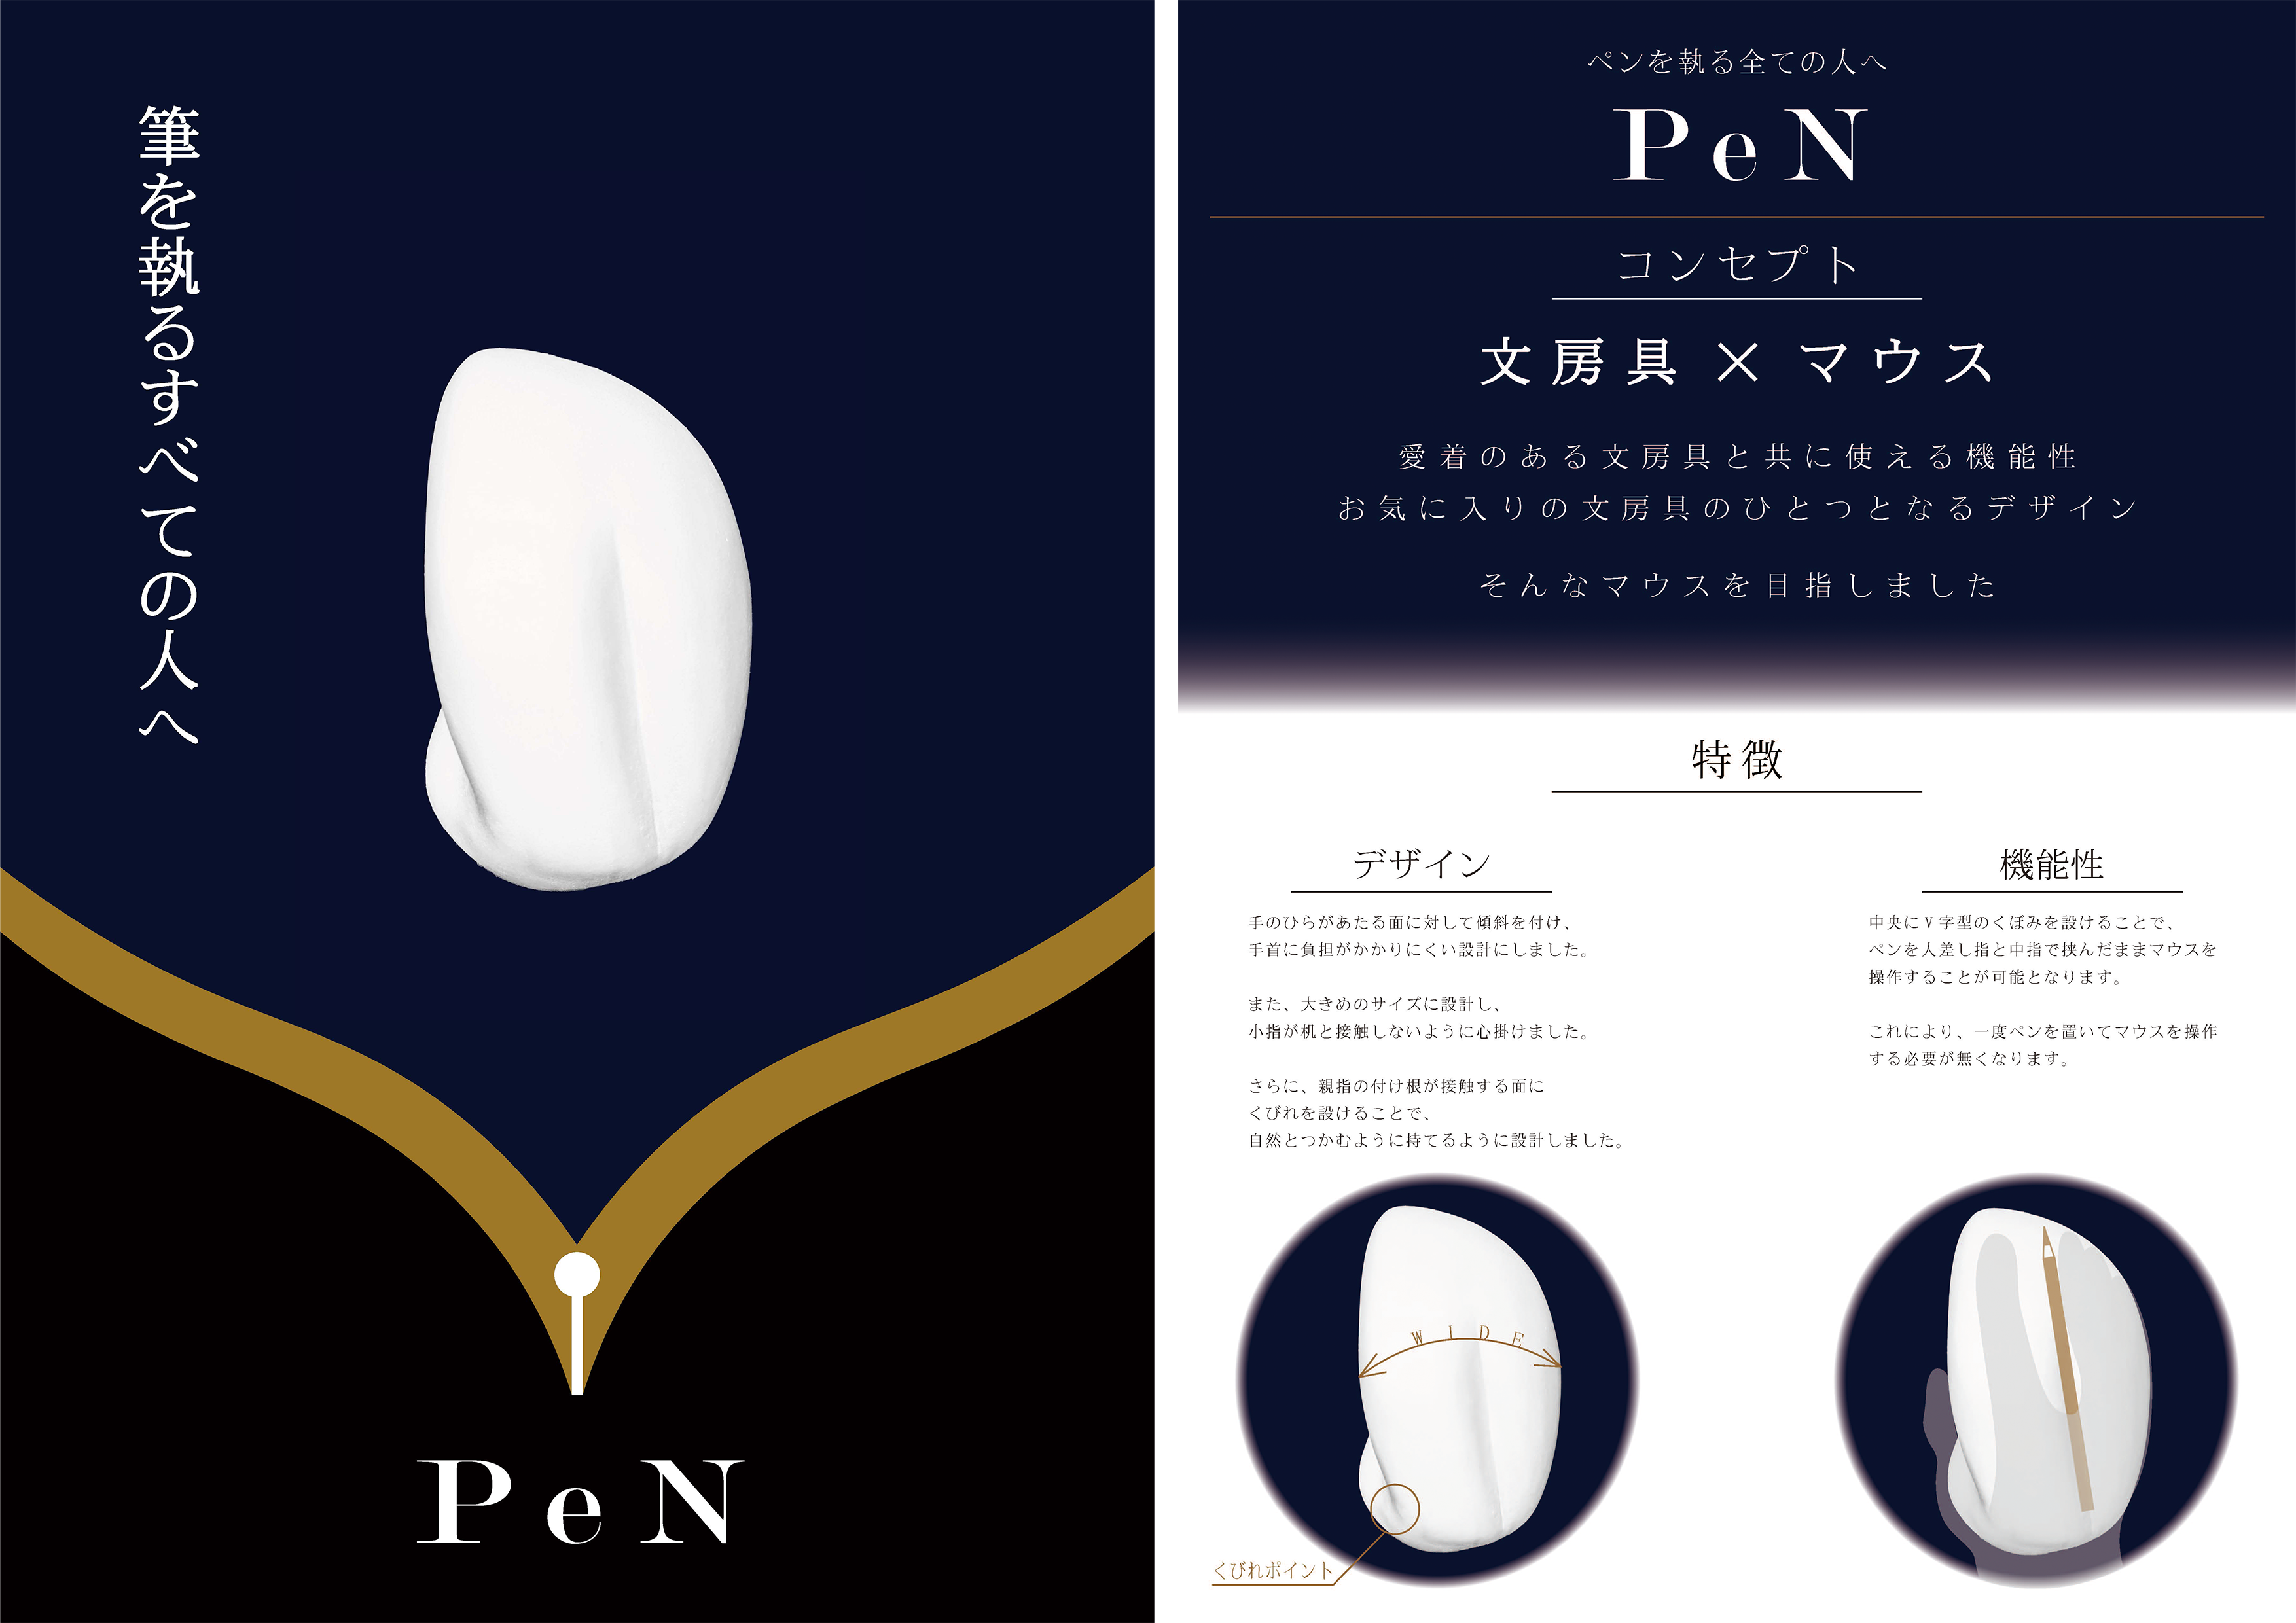 筆を執るすべての人へ
PeN
ペンを執る全ての人へ
PeN
コンセプト
文房具×マウス
愛着のある文房具と共に使える機能性
お気に入りの文房具のひとつとなるデザイン
そんなマウスを目指しました
特徴
デザイン
手のひらがあたる面に対して傾斜を付け、
手首に負担がかかりにくい設計にしました。
また、大きめのサイズに設計し、
小指が机と接触しないように心掛けました。
さらに、親指の付け根が接触する面に
くびれを設けることで、
自然とつかむように持てるように設計しました。
WIDE
くびれポイント
機能性
中央にV字型のくぼみを設けることで、
ペンを人差し指と中指で挟んだままマウスを
操作することが可能となります。
これにより、一度ペンを置いてマウスを操作
する必要が無くなります。